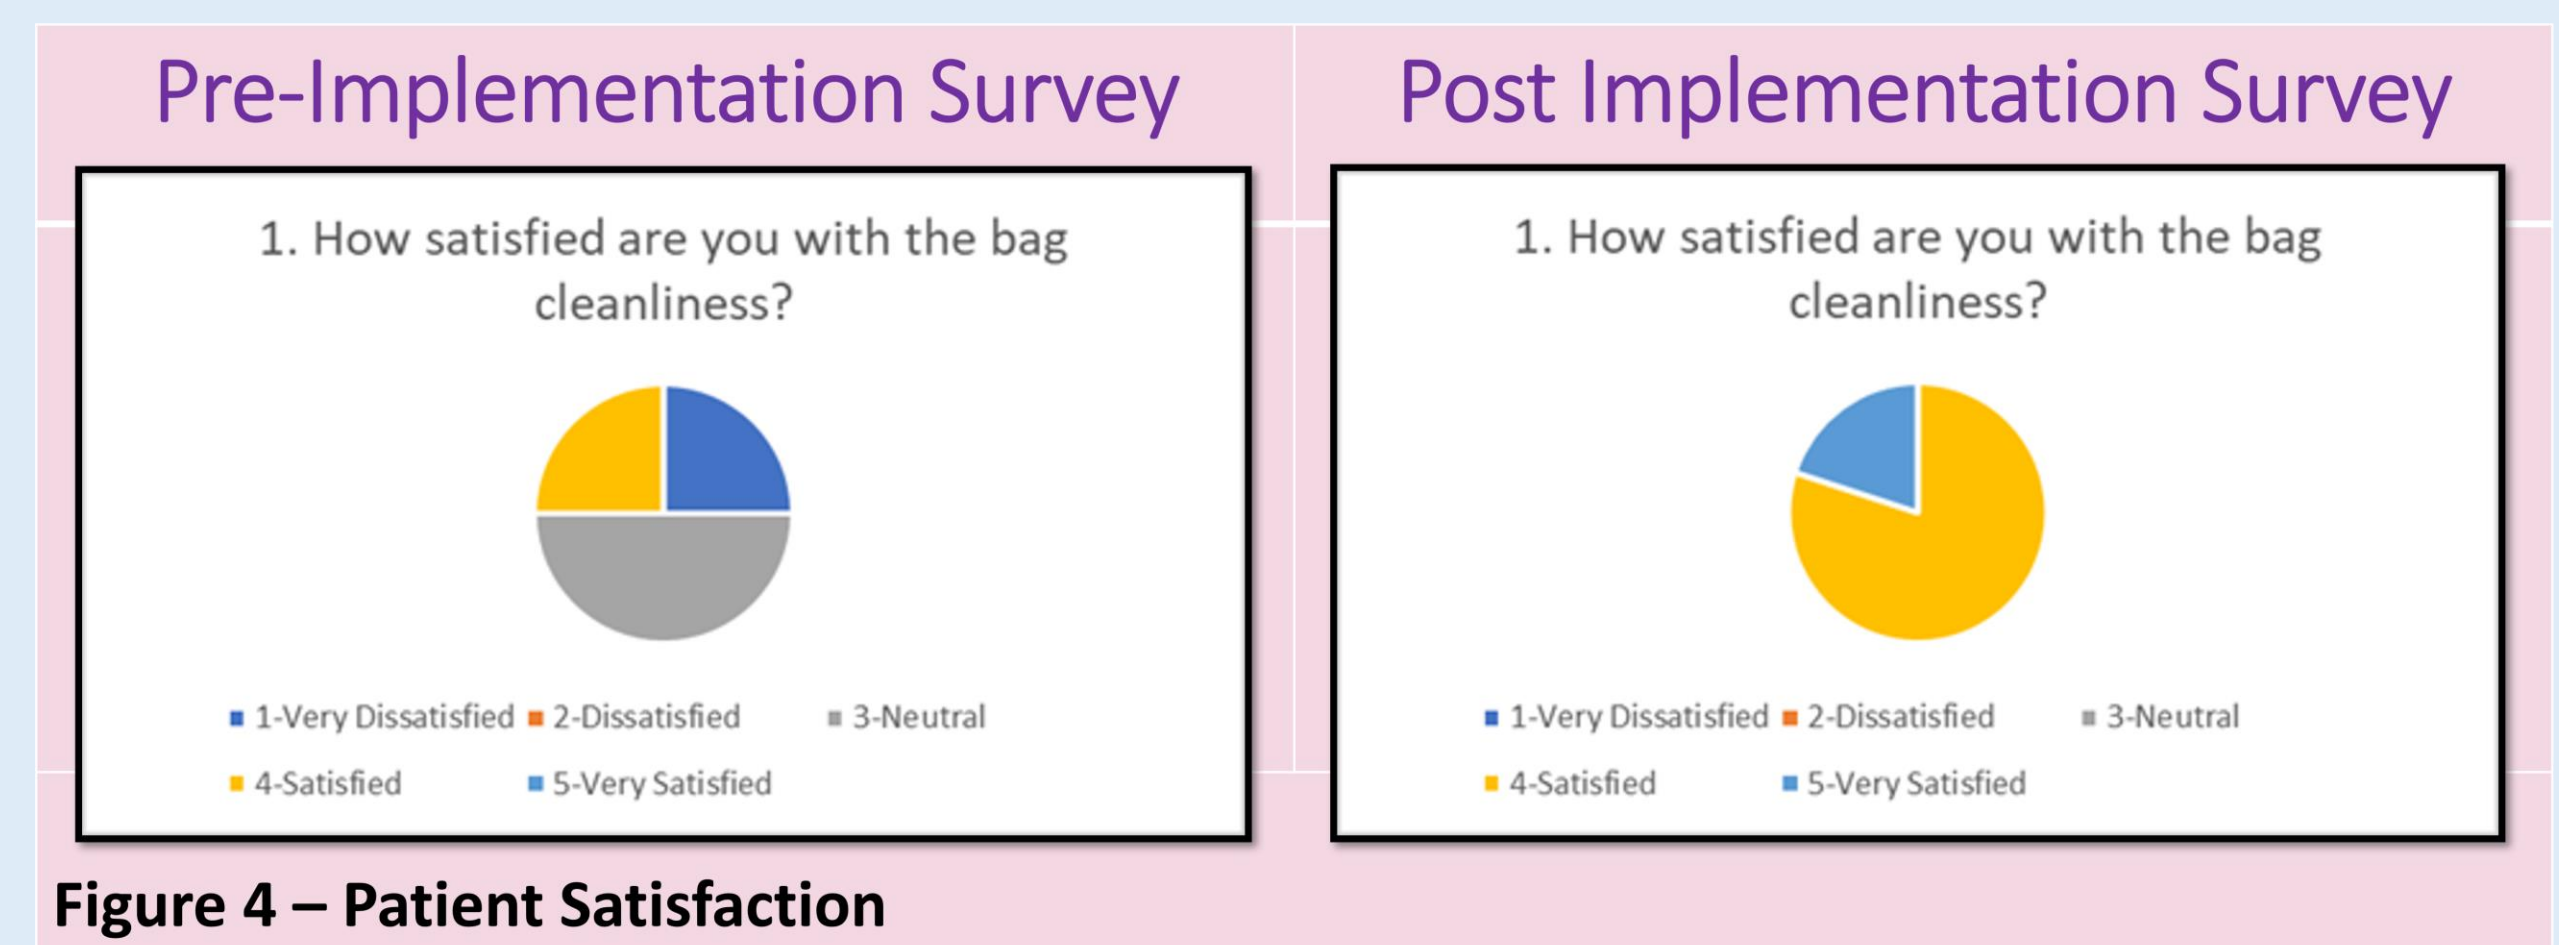 Pre-Implementation Survey
Post Implementation Survey
1. How satisfied are you with the bag
cleanliness?
1-Very Dissatisfied 2-Dissatisfied 3-Neutral
4-Satisfied 5-Very Satisfied
1. How satisfied are you with the bag
cleanliness?
1-Very Dissatisfied 2-Dissatisfied 3-Neutral
4-Satisfied 5-Very Satisfied
Figure 4 – Patient Satisfaction